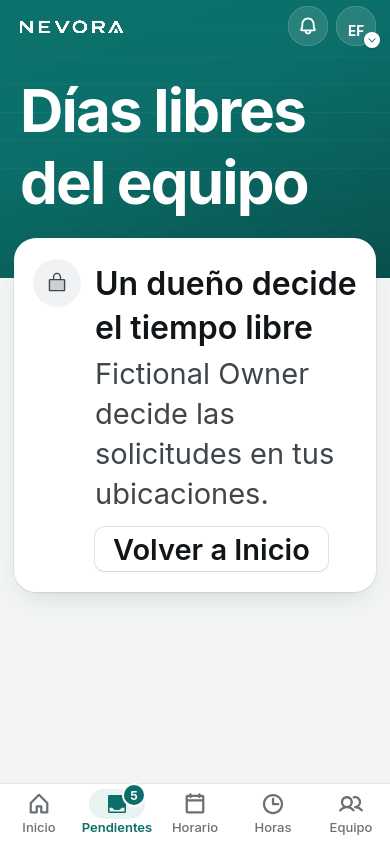 NEVORA
EF
Días libres
del equipo
Un dueño decide
el tiempo libre
Fictional Owner
decide las
solicitudes en tus
ubicaciones.
Volver a Inicio
5
Inicio
Pendientes
Horario
Horas
Equipo